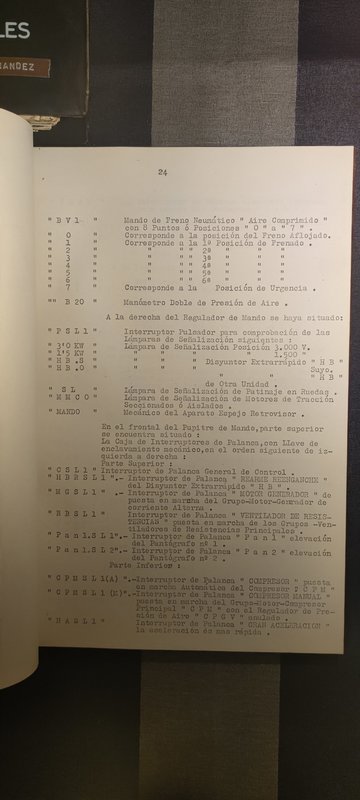 LES
NANDEZ
24
" B V 1 " Mando de Freno Neumático " Aire Comprimido "
con 8 Puntos ó Posiciones " 0 " a " 7 " .
" 0 " Corresponde a la posición del Freno Aflojado.
" 1 " Corresponde a la 1ª Posición de Frenado .
" 2 " " " " 2ª " " "
" 3 " " " " 3ª " " "
" 4 " " " " 4ª " " "
" 5 " " " " 5ª " " "
" 6 " " " " 6ª " " "
" 7 " Corresponde a la Posición de Urgencia .
"" B 20 " Manómetro Doble de Presión de Aire .
A la derecha del Regulador de Mando se haya situado:
" P S L 1 " Interruptor Pulsador para comprobación de las
Lámparas de Señalización siguientes :
" 3'0 KW " Lámpara de Señalización Posición 3.000 V.
" 1'5 KW " " " " " 1.500 "
" H B .S " " " " Disyuntor Extrarrápido " H B "
Suyo.
" H B .O " " " " " " " H B "
de Otra Unidad .
" S L " Lámpara de Señalización de Patinaje en Ruedas .
" M M C O " Lámpara de Señalización de Motores de Tracción
Seccionados ó Aislados .
" MANDO " Mecánico del Aparato Espejo Retrovisor .
En el frontal del Pupitre de Mando,parte superior
se encuentra situado :
La Caja de Interruptores de Palanca,con LLave de
enclavamiento mecánico,en el orden siguiente de iz-
quierda a derecha :
Parte Superior :
" C S L 1 " Interruptor de Palanca General de Control .
" H B R S L 1 ".- Interruptor de Palanca " REARME REENGANCHE "
del Disyuntor Extrarrápido " H B " .
" M G S L 1 " .- Interruptor de Palanca " MOTOR GENERADOR " de
puesta en marcha del Grupo-Motor-Generador de
corriente Alterna .
" R B S L 1 " Interruptor de Palanca " VENTILADOR DE RESIS-
TENCIAS " puesta en marcha de los Grupos -Ven-
tiladores de Resistencias Principales .
" P a n 1.S L 1".- Interruptor de Palanca " P a n 1 " elevación
del Pantógrafo nº 1 .
" P a n 1.S L 2".- Interruptor de Palanca " P a n 2 " elevación
del Pantógrafo nº 2 .
Parte Inferior :
" C P M S L 1 (A) ".-Interruptor de Palanca " COMPRESOR " puesta
en marcha Automática del Compresor " C P M "
" C P M S L 1 (M)".-Interruptor de Palanca " COMPRESOR MANUAL "
puesta en marcha del Grupo-Motor-Compresor
Principal " C P M " con el Regulador de Pre-
sión de Aire " C P G V " anulado .
" H A S L 1 " Interruptor de Palanca " GRAN ACELERACION "
la aceleración es mas rápida .